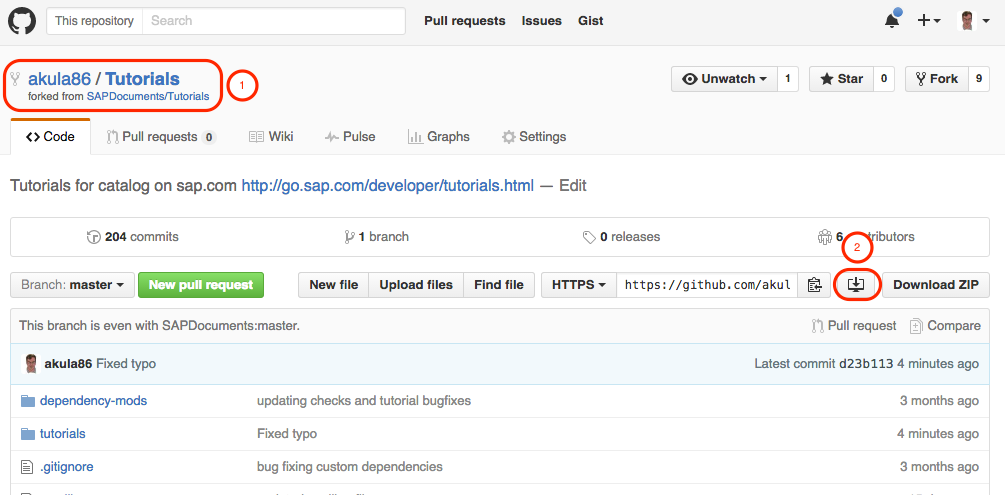 This repository Search Pull requests Issues Gist
akula86 / Tutorials 1 Unwatch 1 Star 0 Fork 9
forked from SAPDocuments/Tutorials
Code Pull requests 0 Wiki Pulse Graphs Settings
Tutorials for catalog on sap.com http://go.sap.com/developer/tutorials.html — Edit
204 commits 1 branch 0 releases 6
2
Branch: master New pull request New file Upload files Find file HTTPS https://github.com/akul Download ZIP
This branch is even with SAPDocuments:master. Pull request Compare
akula86 Fixed typo Latest commit d23b113 4 minutes ago
dependency-mods updating checks and tutorial bugfixes 3 months ago
tutorials Fixed typo 4 minutes ago
.gitignore bug fixing custom dependencies 3 months ago